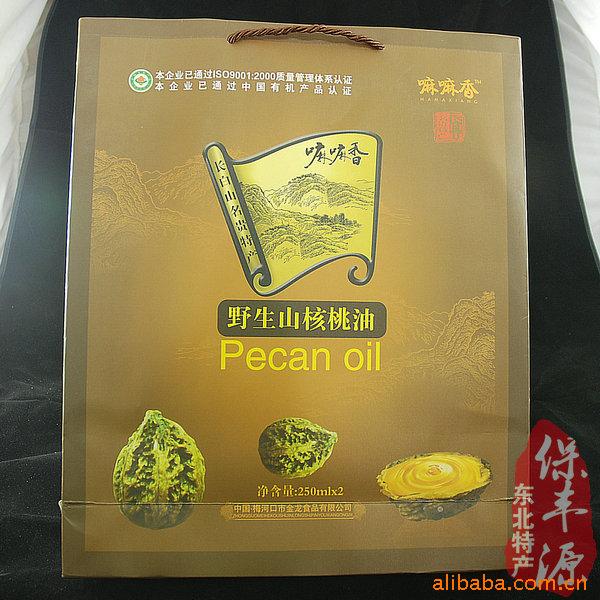 本企业已通过ISO9001:2000质量管理体系认证
本企业已通过中国有机产品认证
嘛嘛香™
MAMAXIANG
嘛嘛香
长白山名贵特产
野生山核桃油
Pecan oil
净含量:250mlx2
中国·梅河口市金龙食品有限公司
保丰源
东北特产
alibaba.com.cn